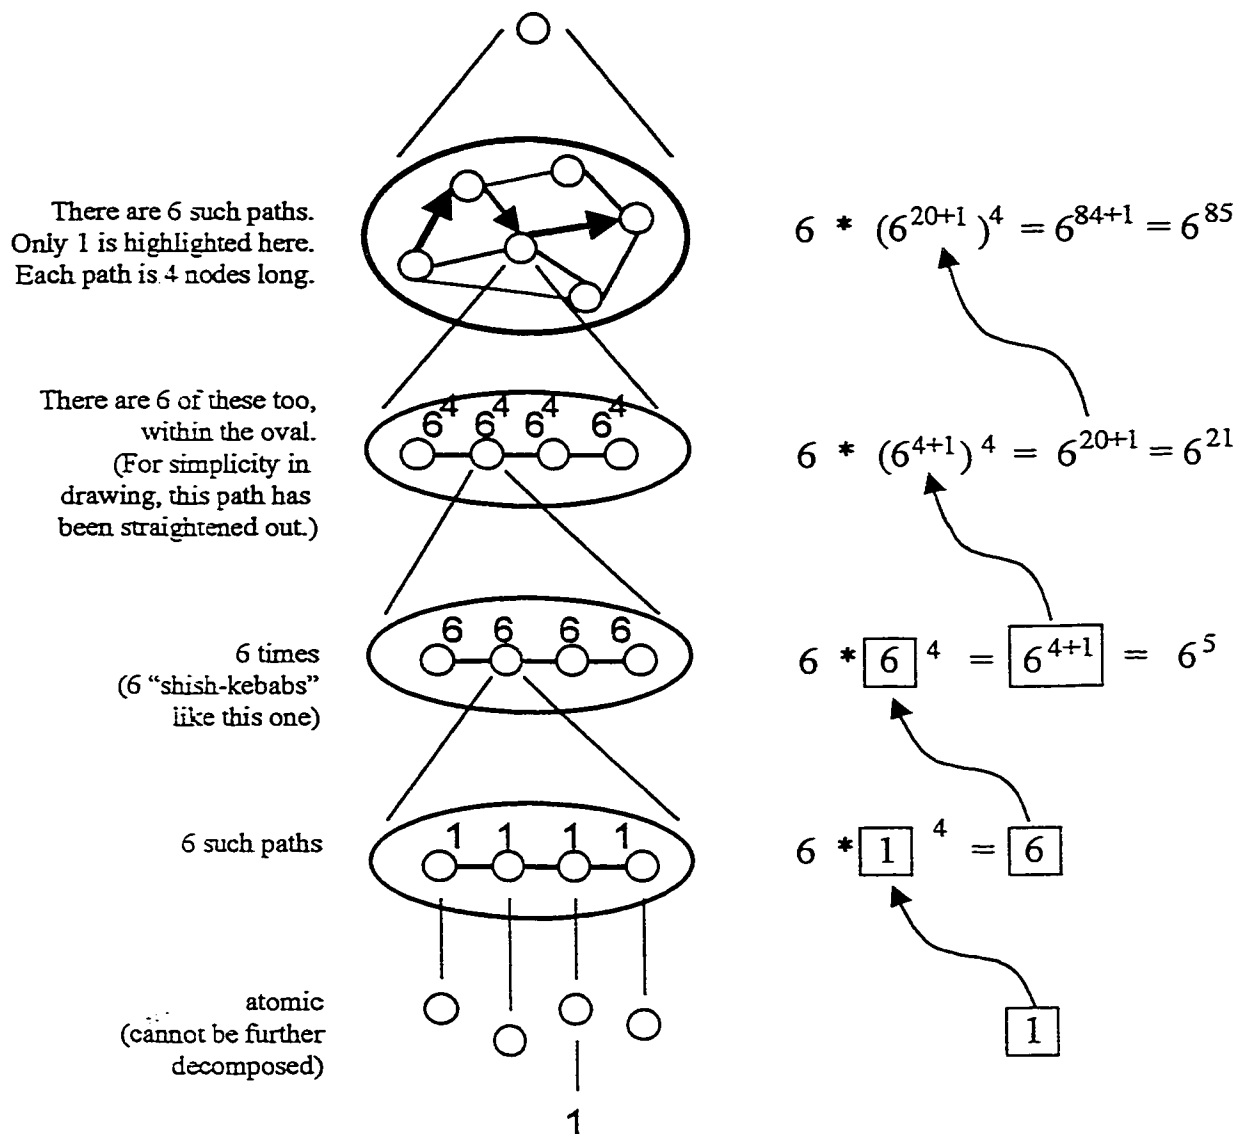 There are 6 such paths.
Only 1 is highlighted here.
Each path is 4 nodes long.
6 * (6^{20+1})^4 = 6^{84+1} = 6^{85}
There are 6 of these too,
within the oval.
(For simplicity in
drawing, this path has
been straightened out.)
6^4 6^4 6^4 6^4
6 * (6^{4+1})^4 = 6^{20+1} = 6^{21}
6 times
(6 “shish-kebabs”
like this one)
6 6 6 6
6 * 6^4 = 6^{4+1} = 6^5
6 such paths
1 1 1 1
6 * 1^4 = 6
atomic
(cannot be further
decomposed)
1
1